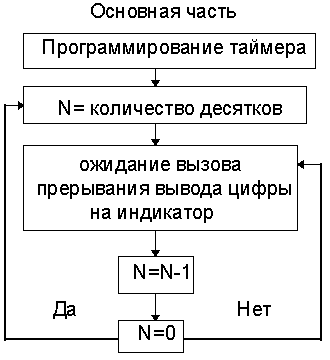 Основная часть
Программирование таймера
N= количество десятков
ожидание вызова
прерывания вывода цифры
на индикатор
N=N-1
Да
Нет
N=0